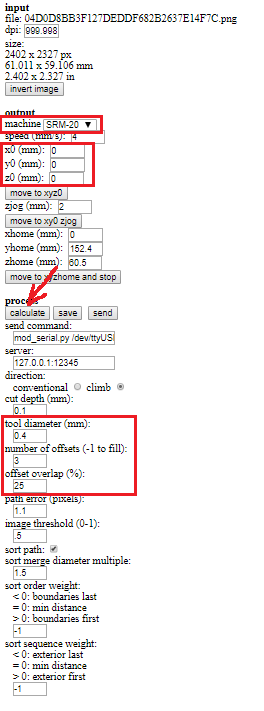 input
file: 04D0D8BB3F127DEDDF682B2637E14F7C.png
dpi: 999.998
size:
2402 x 2327 px
61.011 x 59.106 mm
2.402 x 2.327 in
invert image
output
machine SRM-20 ▼
speed (mm/s): 4
x0 (mm): 0
y0 (mm): 0
z0 (mm): 0
move to xyz0
zjog (mm): 2
move to xy0 zjog
xhome (mm): 0
yhome (mm): 152.4
zhome (mm): 60.5
move to xyzhome and stop
process
calculate save send
send command:
mod_serial.py /dev/ttyUS
server:
127.0.0.1:12345
direction:
conventional climb
cut depth (mm):
0.1
tool diameter (mm):
0.4
number of offsets (-1 to fill):
3
offset overlap (%):
25
path error (pixels):
1.1
image threshold (0-1):
.5
sort path:
sort merge diameter multiple:
1.5
sort order weight:
< 0: boundaries last
= 0: min distance
> 0: boundaries first
-1
sort sequence weight:
< 0: exterior last
= 0: min distance
> 0: exterior first
-1